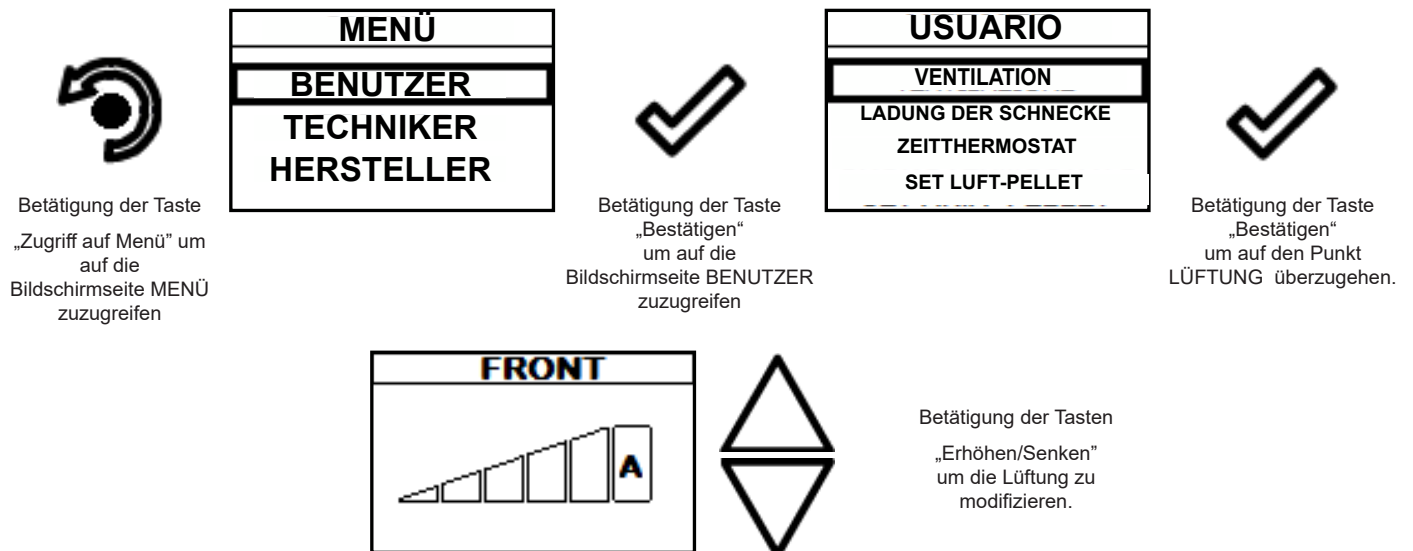 MENÜ
BENUTZER
TECHNIKER
HERSTELLER
USUARIO
VENTILATION
LADUNG DER SCHNECKE
ZEITTHERMOSTAT
SET LUFT-PELLET
Betätigung der Taste
„Zugriff auf Menü” um
auf die
Bildschirmseite MENÜ
zuzugreifen
Betätigung der Taste
„Bestätigen“
um auf die
Bildschirmseite BENUTZER
zuzugreifen
Betätigung der Taste
„Bestätigen“
um auf den Punkt
LÜFTUNG überzugehen.
FRONT
A
Betätigung der Tasten
„Erhöhen/Senken”
um die Lüftung zu
modifizieren.